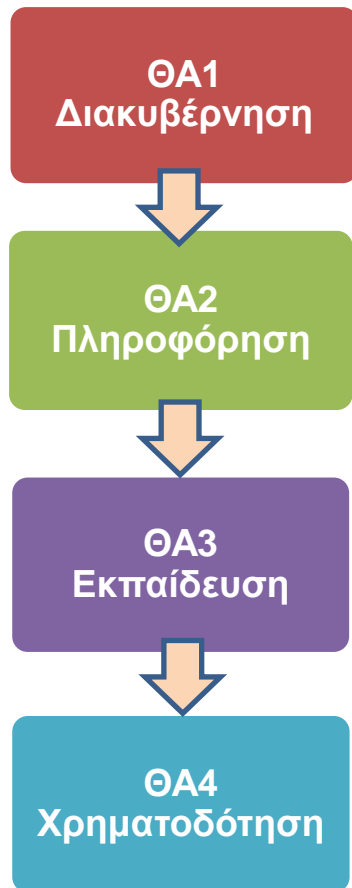 ΘΑ1
Διακυβέρνηση
ΘΑ2
Πληροφόρηση
ΘΑ3
Εκπαίδευση
ΘΑ4
Χρηματοδότηση